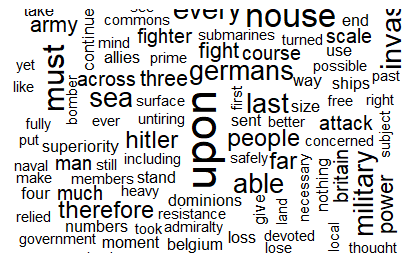 take see every house end
army commons continue submarines turned scale invas
must mind fighter fight course use
yet allies prime germans possible past
like bomber across three way ships
sea surface upon first last size free right
fully ever untiring sent better attack subject
put superiority hitler people concerned
naval man still including safely far necessary nothing britain military power
make members stand able
four much heavy dominions give land
relied therefore resistance
numbers took admiralty local
government moment belgium loss devoted thought
lose